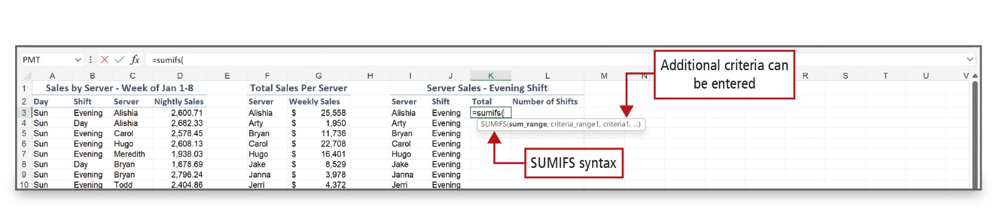 PMT =sumifs(
Additional criteria can
be entered
A B C D E F G H I J K L M N R S T U V
1 Sales by Server - Week of Jan 1-8 Total Sales Per Server Server Sales - Evening Shift
2 Day Shift Server Nightly Sales Server Weekly Sales Server Shift Total Number of Shifts
3 Sun Evening Alishia 2,600.71 Alishia $ 25,558 Alishia Evening =sumifs(
4 Sun Day Alishia 2,682.33 Arty $ 1,950 Arty Evening
SUMIFS(sum_range, criteria_range1, criteria1, ...)
5 Sun Evening Carol 2,578.45 Bryan $ 11,736 Bryan Evening
6 Sun Evening Hugo 2,608.13 Carol $ 22,708 Carol Evening
7 Sun Evening Meredith 1,938.03 Hugo $ 16,401 Hugo Evening
8 Sun Day Bryan 1,678.69 Jake $ 8,529 Jake Evening
SUMIFS syntax
9 Sun Evening Bryan 2,796.24 Janna $ 3,978 Janna Evening
10 Sun Evening Todd 2,404.86 Jerri $ 4,372 Jerri Evening